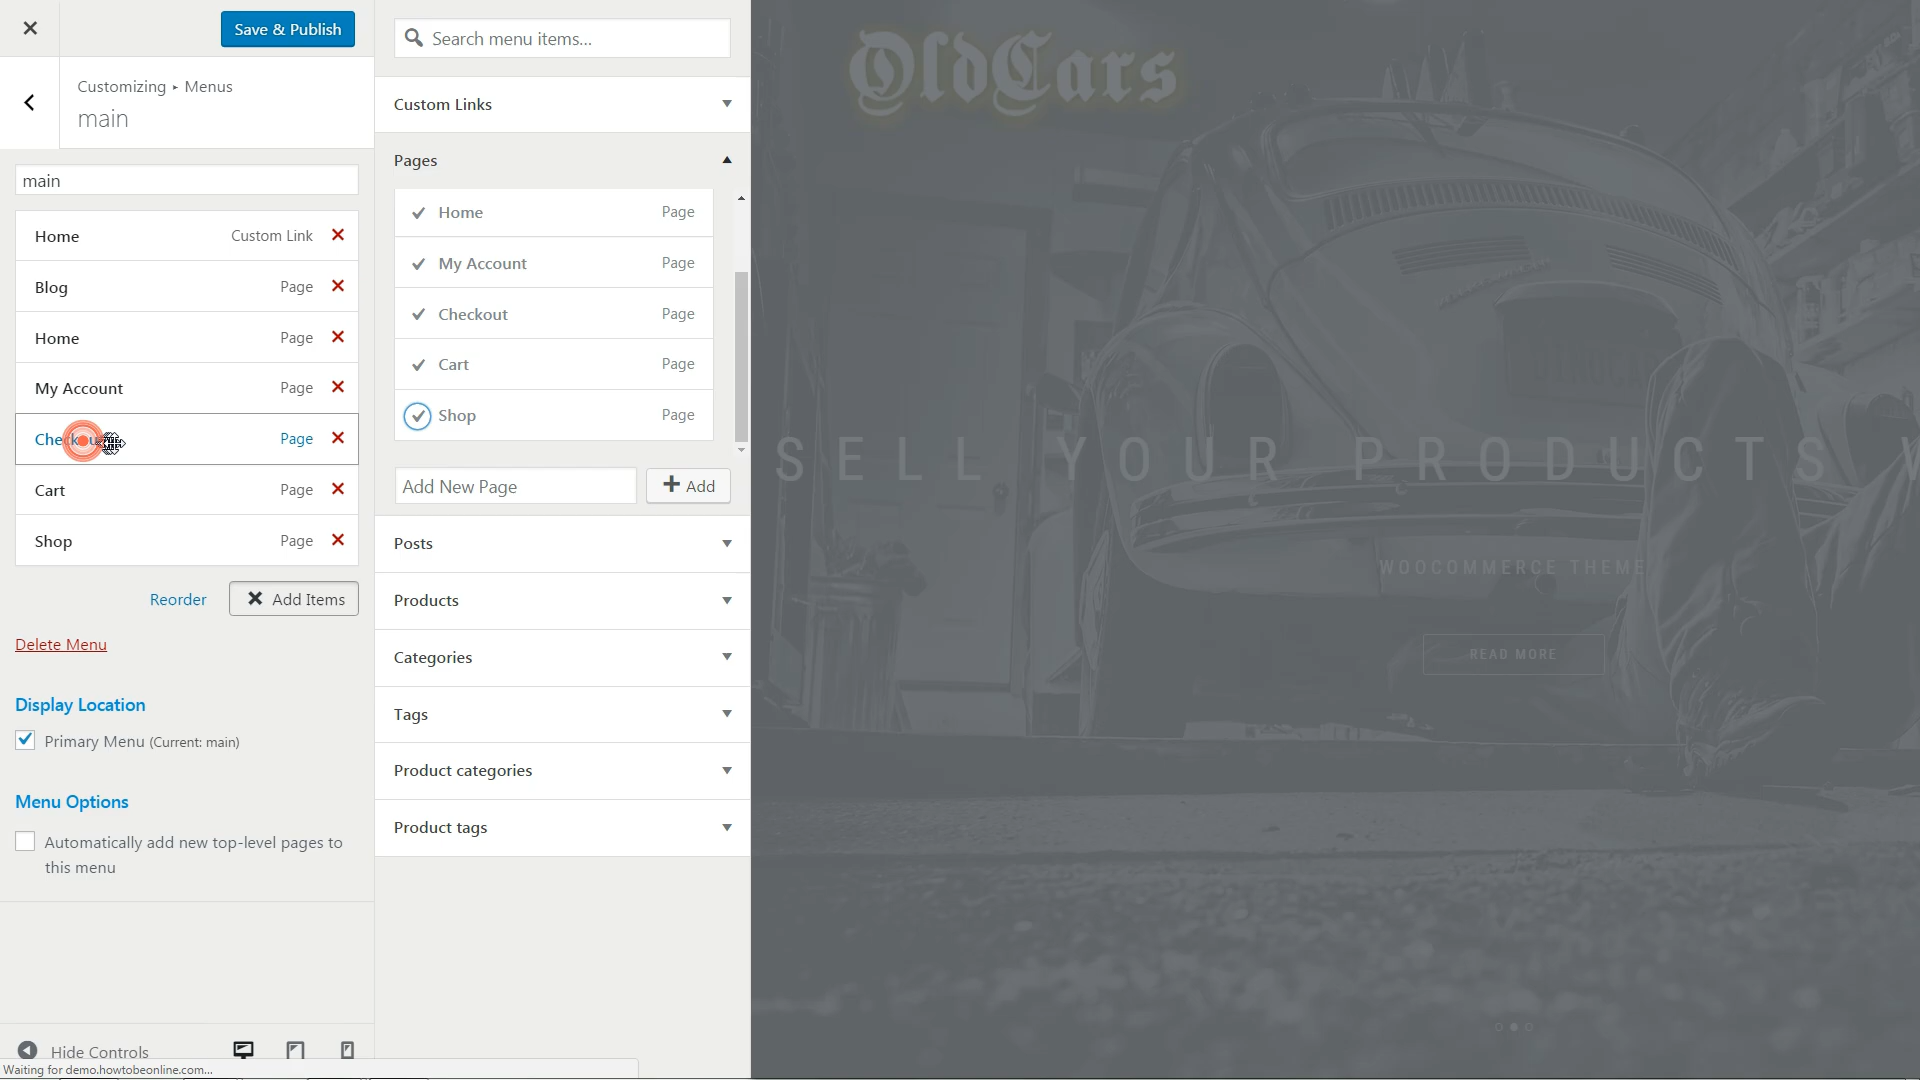 Save & Publish
Customizing ▸ Menus
main
main
Home Custom Link
Blog Page
Home Page
My Account Page
Checkout Page
Cart Page
Shop Page
Reorder
Add Items
Delete Menu
Display Location
Primary Menu (Current: main)
Menu Options
Automatically add new top-level pages to
this menu
Hide Controls
Waiting for demo.howtobeonline.com...
Search menu items...
Custom Links
Pages
Home Page
My Account Page
Checkout Page
Cart Page
Shop Page
Add New Page
Add
Posts
Products
Categories
Tags
Product categories
Product tags
OldCars
SELL YOUR PRODUCTS W
WOOCOMMERCE THEME
READ MORE